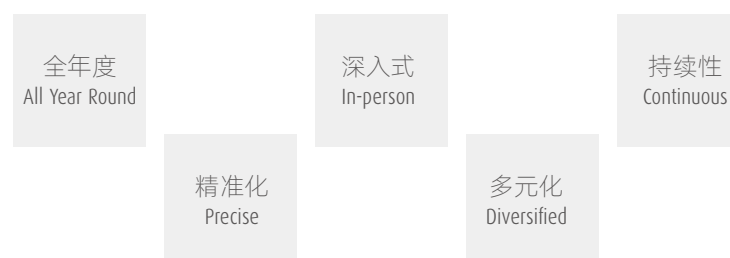 全年度
All Year Round
精准化
Precise
深入式
In-person
多元化
Diversified
持续性
Continuous